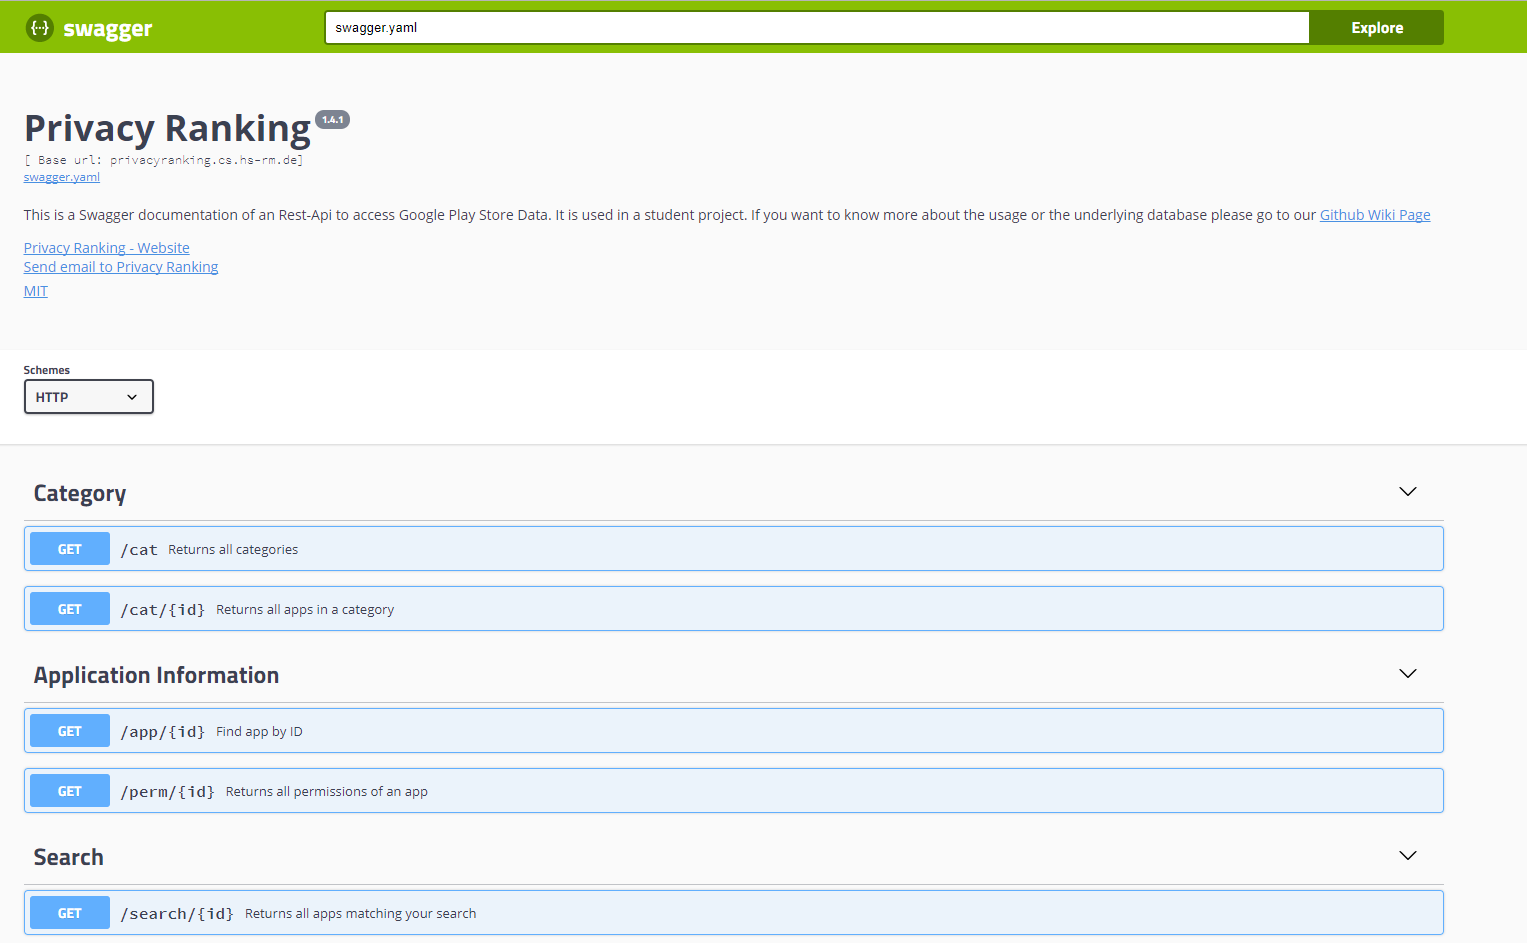 swagger
swagger.yaml
Explore
Privacy Ranking 1.4.1
[ Base url: privacyranking.cs.hs-rm.de]
swagger.yaml
This is a Swagger documentation of an Rest-Api to access Google Play Store Data. It is used in a student project. If you want to know more about the usage or the underlying database please go to our Github Wiki Page
Privacy Ranking - Website
Send email to Privacy Ranking
MIT
Schemes
HTTP
Category
GET /cat Returns all categories
GET /cat/{id} Returns all apps in a category
Application Information
GET /app/{id} Find app by ID
GET /perm/{id} Returns all permissions of an app
Search
GET /search/{id} Returns all apps matching your search